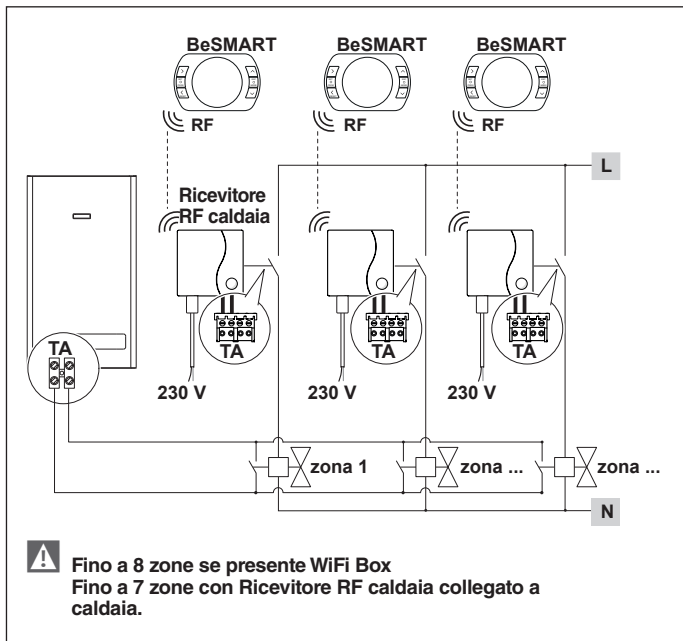 BeSMART BeSMART BeSMART
RF RF RF
L
Ricevitore
RF caldaia
TA TA TA
TA
230 V 230 V 230 V
zona 1 zona ... zona ...
N
Fino a 8 zone se presente WiFi Box
Fino a 7 zone con Ricevitore RF caldaia collegato a
caldaia.